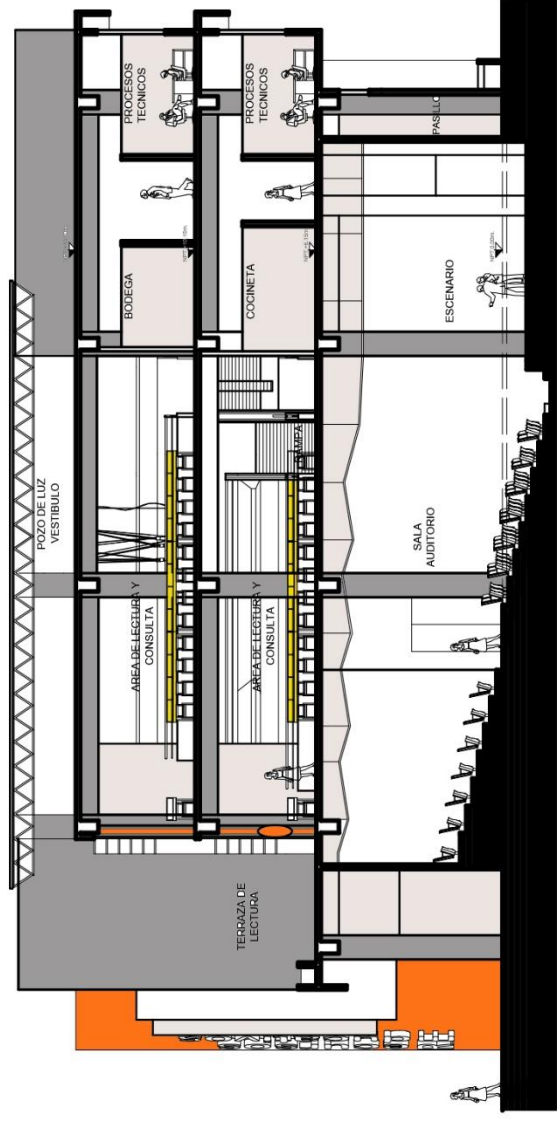 POZO DE LUZ
VESTIBULO
AREA DE LECTURA Y
CONSULTA
BODEGA
PROCESOS
TECNICOS
TERRAZA DE
LECTURA
AREA DE LECTURA Y
CONSULTA
RAMPA
COCINETA
PROCESOS
TECNICOS
SALA
AUDITORIO
ESCENARIO
PASILLO